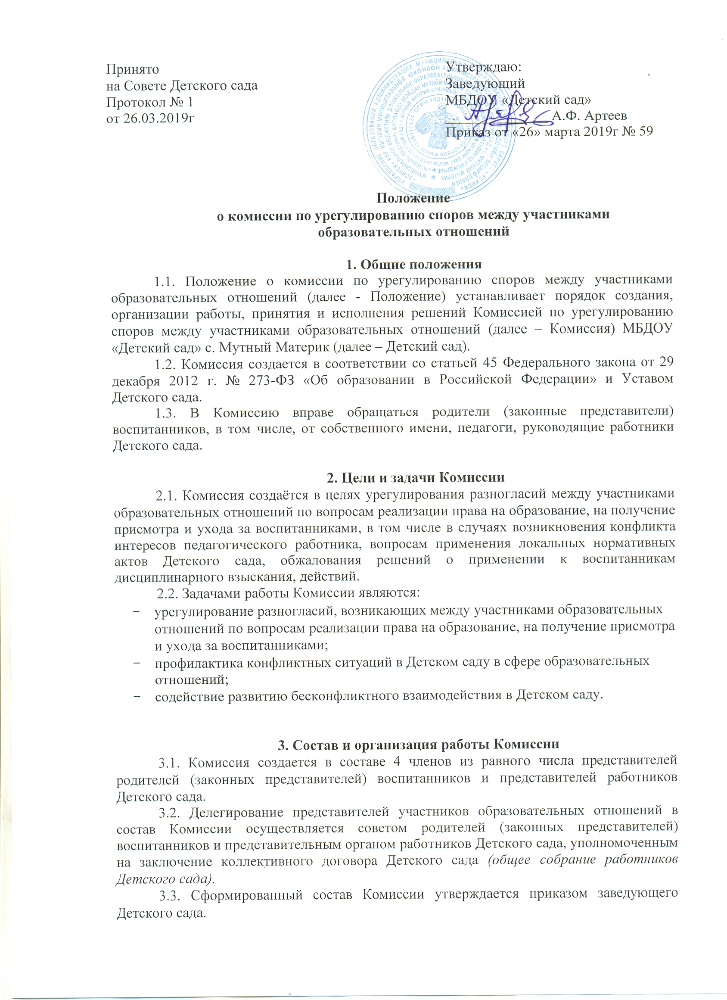 Принято
на Совете Детского сада
Протокол № 1
от 26.03.2019г
Утверждаю:
Заведующий
МБДОУ «Детский сад»
А.Ф. Артеев
Приказ от «26» марта 2019г № 59
Положение
о комиссии по урегулированию споров между участниками
образовательных отношений
1. Общие положения
1.1. Положение о комиссии по урегулированию споров между участниками
образовательных отношений (далее - Положение) устанавливает порядок создания,
организации работы, принятия и исполнения решений Комиссией по урегулированию
споров между участниками образовательных отношений (далее – Комиссия) МБДОУ
«Детский сад» с. Мутный Материк (далее – Детский сад).
1.2. Комиссия создается в соответствии со статьей 45 Федерального закона от 29
декабря 2012 г. № 273-ФЗ «Об образовании в Российской Федерации» и Уставом
Детского сада.
1.3. В Комиссию вправе обращаться родители (законные представители)
воспитанников, в том числе, от собственного имени, педагоги, руководящие работники
Детского сада.
2. Цели и задачи Комиссии
2.1. Комиссия создаётся в целях урегулирования разногласий между участниками
образовательных отношений по вопросам реализации права на образование, на получение
присмотра и ухода за воспитанниками, в том числе в случаях возникновения конфликта
интересов педагогического работника, вопросам применения локальных нормативных
актов Детского сада, обжалования решений о применении к воспитанникам
дисциплинарного взыскания, действий.
2.2. Задачами работы Комиссии являются:
− урегулирование разногласий, возникающих между участниками образовательных
отношений по вопросам реализации права на образование, на получение присмотра
и ухода за воспитанниками;
− профилактика конфликтных ситуаций в Детском саду в сфере образовательных
отношений;
− содействие развитию бесконфликтного взаимодействия в Детском саду.
3. Состав и организация работы Комиссии
3.1. Комиссия создается в составе 4 членов из равного числа представителей
родителей (законных представителей) воспитанников и представителей работников
Детского сада.
3.2. Делегирование представителей участников образовательных отношений в
состав Комиссии осуществляется советом родителей (законных представителей)
воспитанников и представительным органом работников Детского сада, уполномоченным
на заключение коллективного договора Детского сада (общее собрание работников
Детского сада).
3.3. Сформированный состав Комиссии утверждается приказом заведующего
Детского сада.